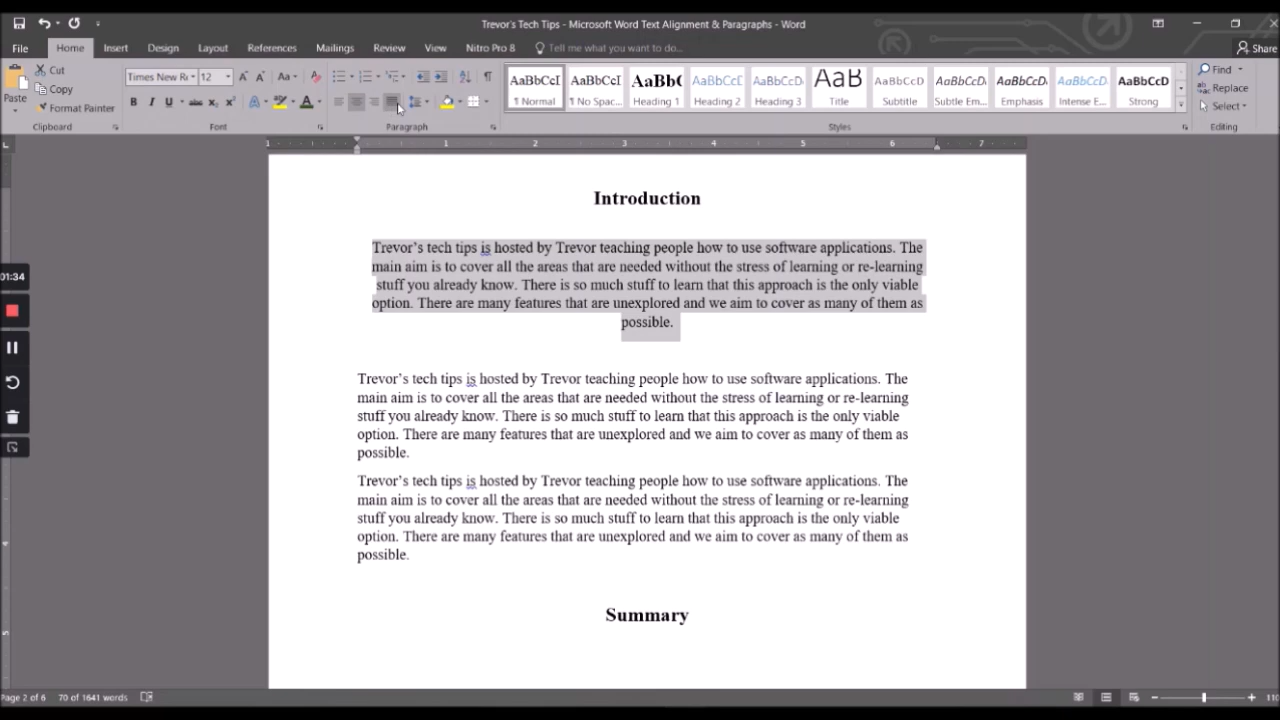 Trevor's Tech Tips - Microsoft Word Text Alignment & Paragraphs - Word
File Home Insert Design Layout References Mailings Review View Nitro Pro 8 Tell me what you want to do... Share
Paste
Cut
Copy
Format Painter
Clipboard
Times New Ro 12
Font
Paragraph
AaBbCcI AaBbCcI AaBb( AaBbCcD AaBbCcD AaB AaBbCcD AaBbCcD AaBbCcD AaBbCcD AaBbCcD
¶ Normal ¶ No Spac... Heading 1 Heading 2 Heading 3 Title Subtitle Subtle Em... Emphasis Intense E... Strong
Styles
Find
Replace
Select
Editing
1 1 2 3 4 5 6 7
Introduction
Trevor's tech tips is hosted by Trevor teaching people how to use software applications. The
main aim is to cover all the areas that are needed without the stress of learning or re-learning
stuff you already know. There is so much stuff to learn that this approach is the only viable
option. There are many features that are unexplored and we aim to cover as many of them as
possible.
Trevor's tech tips is hosted by Trevor teaching people how to use software applications. The
main aim is to cover all the areas that are needed without the stress of learning or re-learning
stuff you already know. There is so much stuff to learn that this approach is the only viable
option. There are many features that are unexplored and we aim to cover as many of them as
possible.
Trevor's tech tips is hosted by Trevor teaching people how to use software applications. The
main aim is to cover all the areas that are needed without the stress of learning or re-learning
stuff you already know. There is so much stuff to learn that this approach is the only viable
option. There are many features that are unexplored and we aim to cover as many of them as
possible.
Summary
01:34
Page 2 of 6 70 of 1641 words